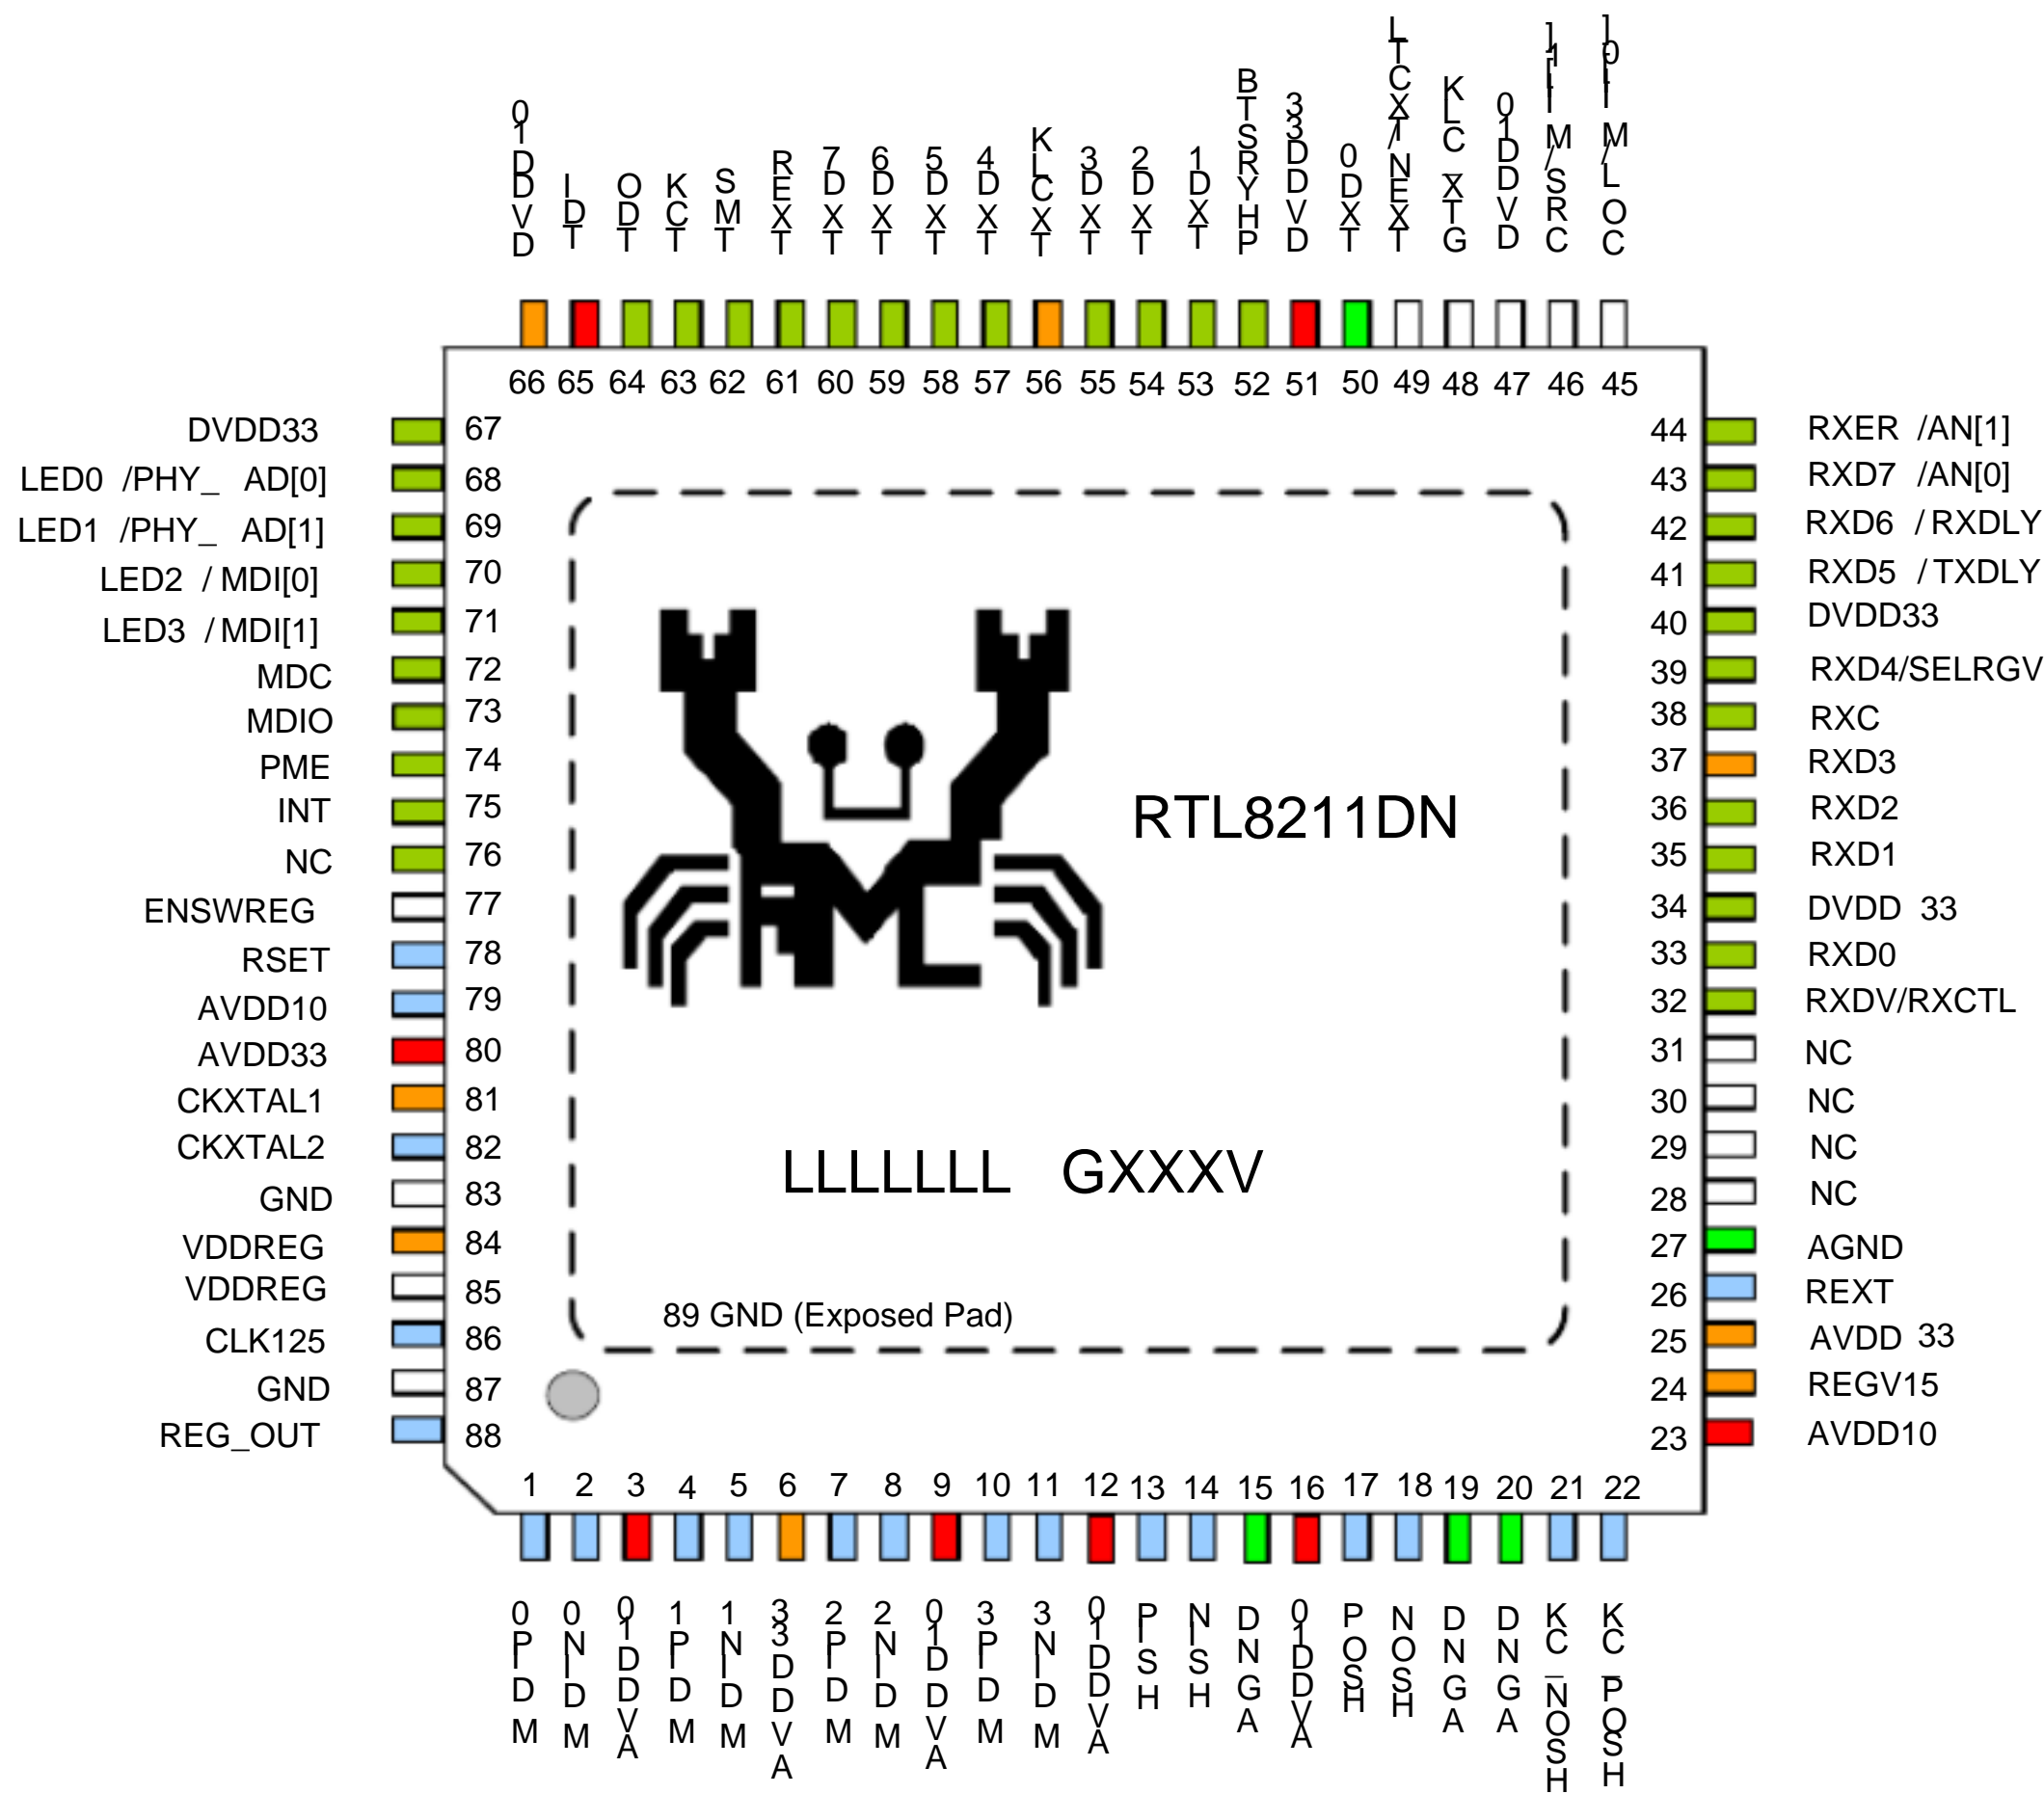 DVDD10
TDI
TDO
TCK
TMS
TXER
TXD7
TXD6
TXD5
TXD4
TXCLK
TXD3
TXD2
TXD1
PHYRSTB
DVDD33
TXD0
TXEN/TXCTL
GTX_CLK
DVDD10
CRS/MII[1]
COL/MII[0]
66 65 64 63 62 61 60 59 58 57 56 55 54 53 52 51 50 49 48 47 46 45
DVDD33 67
LED0 /PHY_ AD[0] 68
LED1 /PHY_ AD[1] 69
LED2 / MDI[0] 70
LED3 / MDI[1] 71
MDC 72
MDIO 73
PME 74
INT 75
NC 76
ENSWREG 77
RSET 78
AVDD10 79
AVDD33 80
CKXTAL1 81
CKXTAL2 82
GND 83
VDDREG 84
VDDREG 85
CLK125 86
GND 87
REG_OUT 88
RTL8211DN
LLLLLLL GXXXV
89 GND (Exposed Pad)
44 RXER /AN[1]
43 RXD7 /AN[0]
42 RXD6 / RXDLY
41 RXD5 / TXDLY
40 DVDD33
39 RXD4/SELRGV
38 RXC
37 RXD3
36 RXD2
35 RXD1
34 DVDD 33
33 RXD0
32 RXDV/RXCTL
31 NC
30 NC
29 NC
28 NC
27 AGND
26 REXT
25 AVDD 33
24 REGV15
23 AVDD10
1 2 3 4 5 6 7 8 9 10 11 12 13 14 15 16 17 18 19 20 21 22
MDIP0
MDIN0
AVDD10
MDIP1
MDIN1
AVDD33
MDIP2
MDIN2
AVDD10
MDIP3
MDIN3
AVDD10
HSIP
HSIN
AGND
AVDD10
HSOP
HSON
AGND
AGND
HSON_CK
HSOP_CK